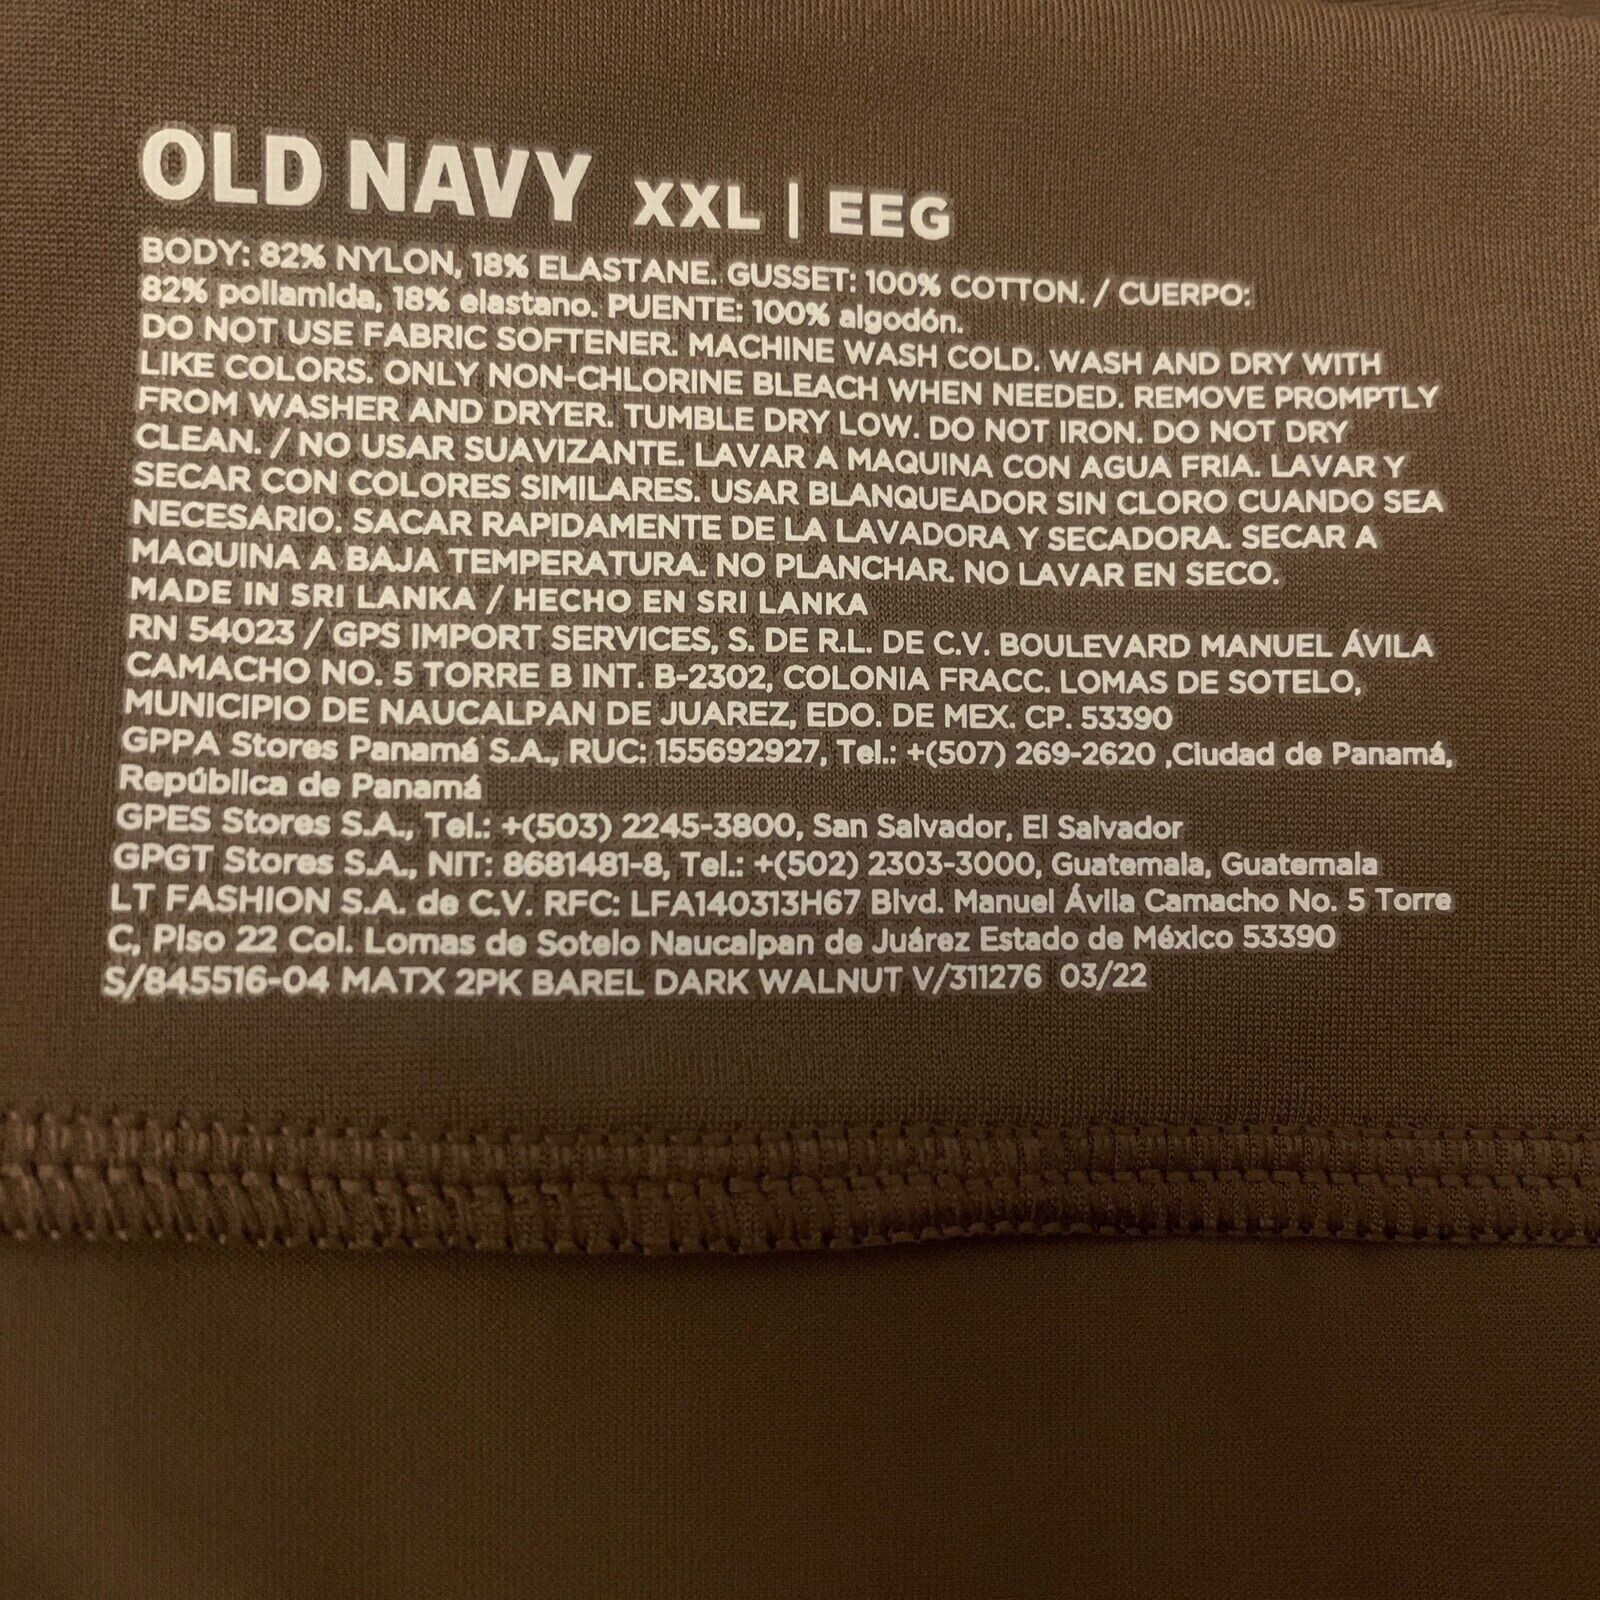 OLD NAVY XXL | EEG
BODY: 82% NYLON, 18% ELASTANE. GUSSET: 100% COTTON. / CUERPO:
82% poliamida, 18% elastano. PUENTE: 100% algodón.
DO NOT USE FABRIC SOFTENER. MACHINE WASH COLD. WASH AND DRY WITH
LIKE COLORS. ONLY NON-CHLORINE BLEACH WHEN NEEDED. REMOVE PROMPTLY
FROM WASHER AND DRYER. TUMBLE DRY LOW. DO NOT IRON. DO NOT DRY
CLEAN. / NO USAR SUAVIZANTE. LAVAR A MAQUINA CON AGUA FRIA. LAVAR Y
SECAR CON COLORES SIMILARES. USAR BLANQUEADOR SIN CLORO CUANDO SEA
NECESARIO. SACAR RAPIDAMENTE DE LA LAVADORA Y SECADORA. SECAR A
MAQUINA A BAJA TEMPERATURA. NO PLANCHAR. NO LAVAR EN SECO.
MADE IN SRI LANKA / HECHO EN SRI LANKA
RN 54023 / GPS IMPORT SERVICES, S. DE R.L. DE C.V. BOULEVARD MANUEL ÁVILA
CAMACHO NO. 5 TORRE B INT. B-2302, COLONIA FRACC. LOMAS DE SOTELO,
MUNICIPIO DE NAUCALPAN DE JUAREZ, EDO. DE MEX. CP. 53390
GPPA Stores Panamá S.A., RUC: 155692927, Tel.: +(507) 269-2620 ,Ciudad de Panamá,
República de Panamá
GPES Stores S.A., Tel.: +(503) 2245-3800, San Salvador, El Salvador
GPGT Stores S.A., NIT: 8681481-8, Tel.: +(502) 2303-3000, Guatemala, Guatemala
LT FASHION S.A. de C.V. RFC: LFA140313H67 Blvd. Manuel Ávila Camacho No. 5 Torre
C, Piso 22 Col. Lomas de Sotelo Naucalpan de Juárez Estado de México 53390
S/845516-04 MATX 2PK BAREL DARK WALNUT V/311276 03/22